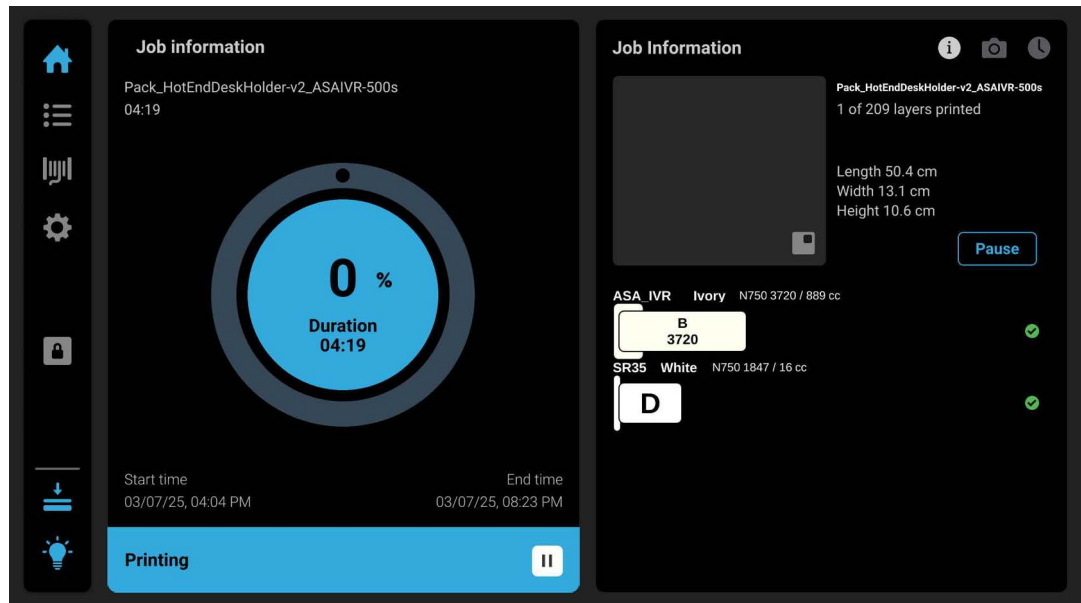 Job information
Pack_HotEndDeskHolder-v2_ASAIVR-500s
04:19
0 %
Duration
04:19
Start time
End time
03/07/25, 04:04 PM
03/07/25, 08:23 PM
Printing
Job Information
Pack_HotEndDeskHolder-v2_ASAIVR-500s
1 of 209 layers printed
Length 50.4 cm
Width 13.1 cm
Height 10.6 cm
Pause
ASA_IVR Ivory N750 3720 / 889 cc
B
3720
SR35 White N750 1847 / 16 cc
D